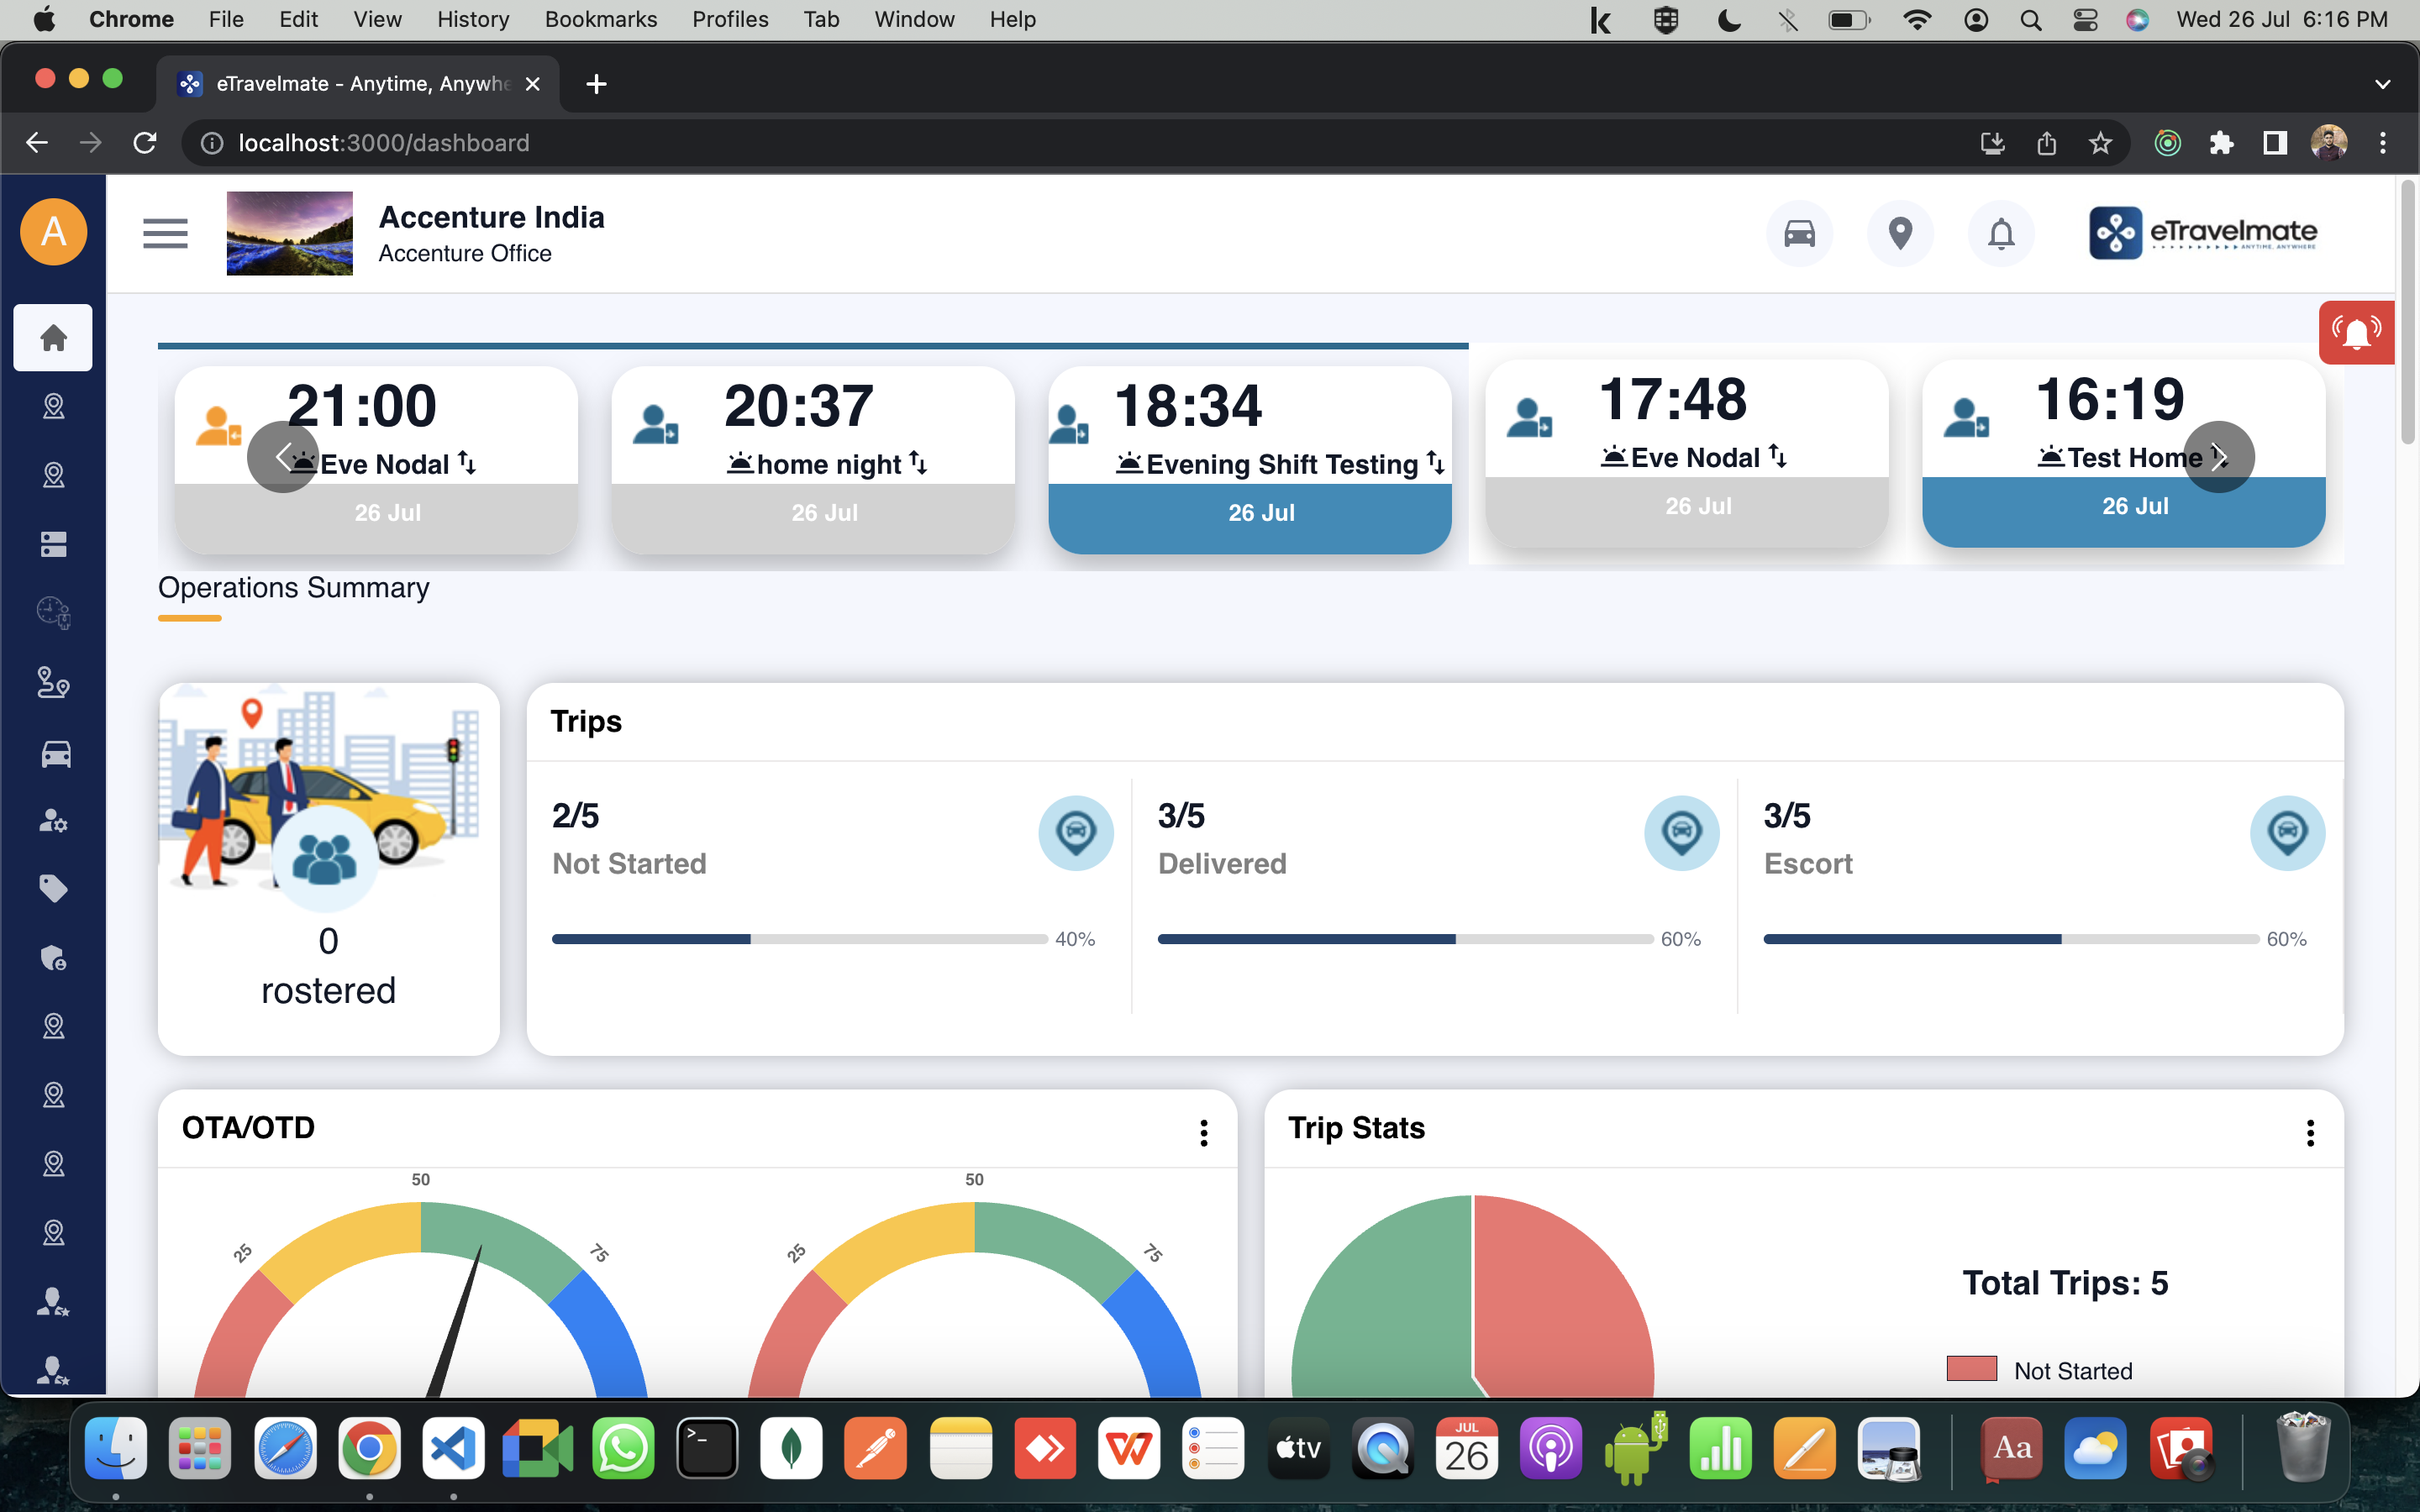 Chrome File Edit View History Bookmarks Profiles Tab Window Help
Wed 26 Jul 6:16 PM
eTravelmate - Anytime, Anywhe
localhost:3000/dashboard
A
Accenture India
Accenture Office
eTravelmate
ANYTIME, ANYWHERE
21:00
Eve Nodal
26 Jul
20:37
home night
26 Jul
18:34
Evening Shift Testing
26 Jul
17:48
Eve Nodal
26 Jul
16:19
Test Home
26 Jul
Operations Summary
0
rostered
Trips
2/5
Not Started
40%
3/5
Delivered
60%
3/5
Escort
60%
OTA/OTD
25
50
75
25
50
75
Trip Stats
Total Trips: 5
Not Started
tv
JUL
26
Aa